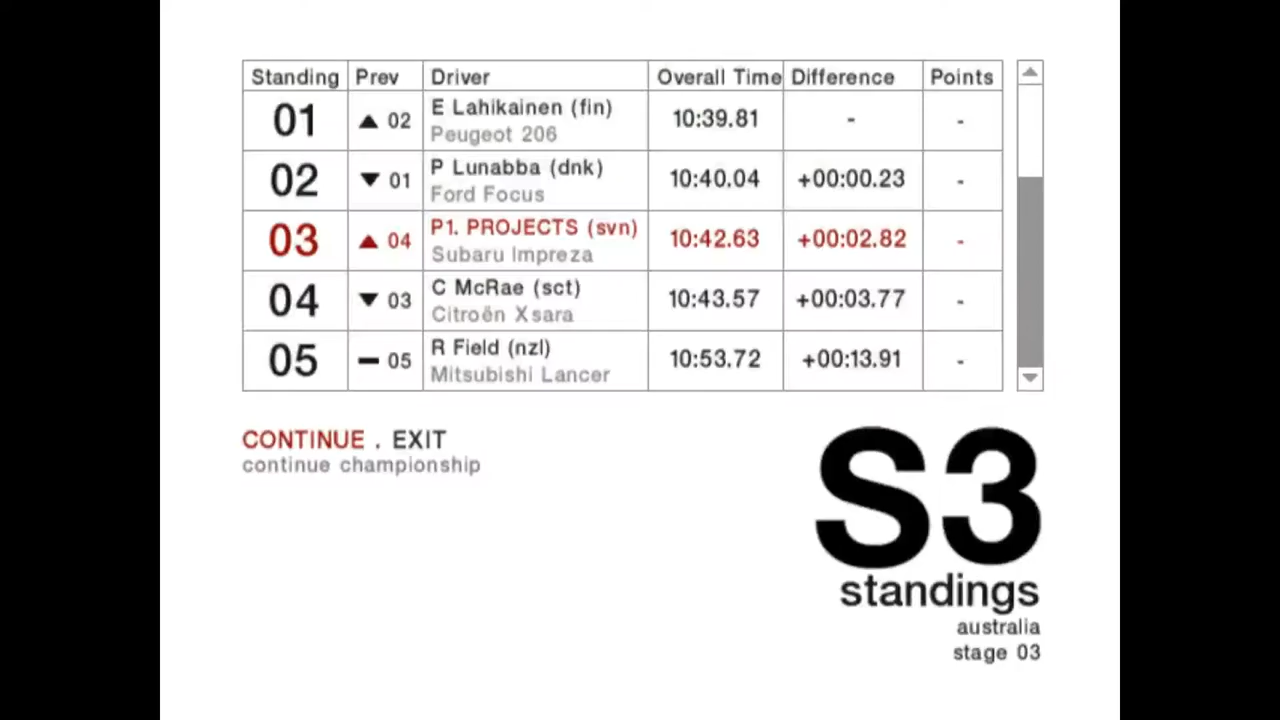 Standing Prev Driver Overall Time Difference Points
01 ▲ 02 E Lahikainen (fin) 10:39.81 - -
Peugeot 206
02 ▼ 01 P Lunabba (dnk) 10:40.04 +00:00.23 -
Ford Focus
03 ▲ 04 P1. PROJECTS (svn) 10:42.63 +00:02.82 -
Subaru Impreza
04 ▼ 03 C McRae (sct) 10:43.57 +00:03.77 -
Citroën Xsara
05 ▬ 05 R Field (nzl) 10:53.72 +00:13.91 -
Mitsubishi Lancer
CONTINUE . EXIT
continue championship
S3
standings
australia
stage 03